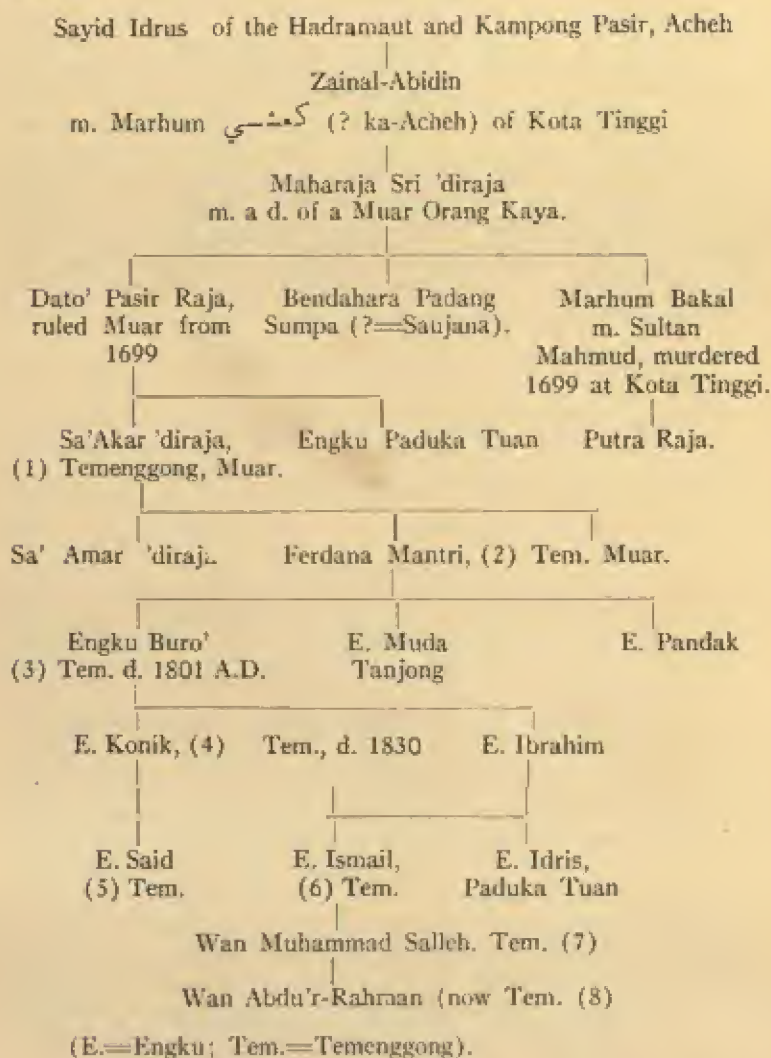 Sayid Idrus of the Hadramaut and Kampong Pasir, Acheh
Zainal-Abidin
m. Marhum كعشي (? ka-Acheh) of Kota Tinggi
Maharaja Sri 'diraja
m. a d. of a Muar Orang Kaya.
Dato' Pasir Raja,
ruled Muar from
1699
Bendahara Padang
Sumpa (?=Saujana).
Marhum Bakal
m. Sultan
Mahmud, murdered
1699 at Kota Tinggi.
Sa'Akar 'diraja,
(1) Temenggong, Muar.
Engku Paduka Tuan
Putra Raja.
Sa' Amar 'diraja.
Ferdana Mantri, (2) Tem. Muar.
Engku Buro'
(3) Tem. d. 1801 A.D.
E. Muda
Tanjong
E. Pandak
E. Konik, (4) Tem., d. 1830
E. Ibrahim
E. Said
(5) Tem.
E. Ismail,
(6) Tem.
E. Idris,
Paduka Tuan
Wan Muhammad Salleh. Tem. (7)
Wan Abdu'r-Rahman (now Tem. (8)
(E.=Engku; Tem.=Temenggong).